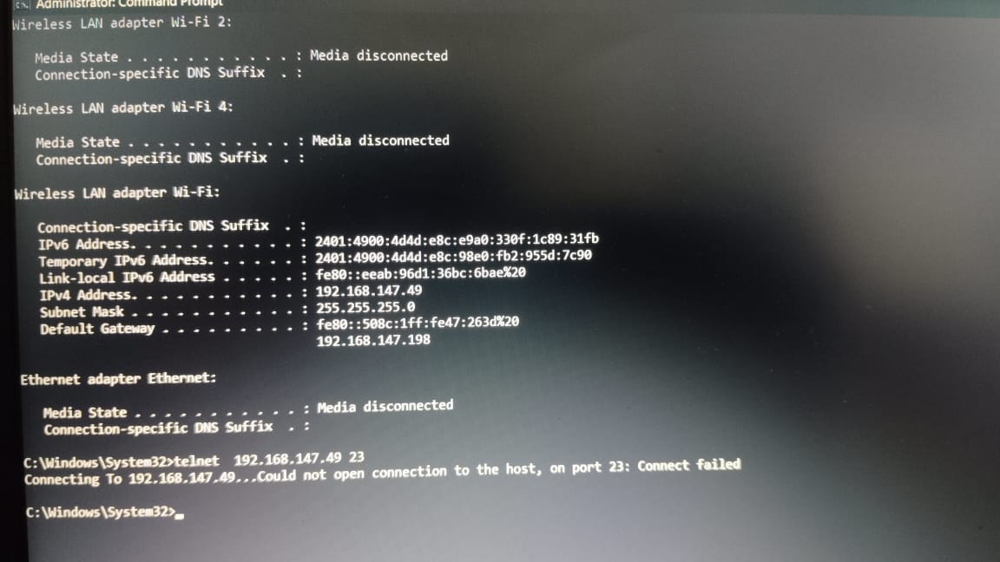 Administrator: Command Prompt
Wireless LAN adapter Wi-Fi 2:
Media State . . . . . . . . . . . : Media disconnected
Connection-specific DNS Suffix . :
Wireless LAN adapter Wi-Fi 4:
Media State . . . . . . . . . . . : Media disconnected
Connection-specific DNS Suffix . :
Wireless LAN adapter Wi-Fi:
Connection-specific DNS Suffix . :
IPv6 Address. . . . . . . . . . . : 2401:4900:4d4d:e8c:e9a0:330f:1c89:31fb
Temporary IPv6 Address. . . . . . : 2401:4900:4d4d:e8c:98e0:fb2:955d:7c90
Link-local IPv6 Address . . . . . : fe80::eeab:96d1:36bc:6bae%20
IPv4 Address. . . . . . . . . . . : 192.168.147.49
Subnet Mask . . . . . . . . . . . : 255.255.255.0
Default Gateway . . . . . . . . . : fe80::508c:1ff:fe47:263d%20
192.168.147.198
Ethernet adapter Ethernet:
Media State . . . . . . . . . . . : Media disconnected
Connection-specific DNS Suffix . :
C:\Windows\System32>telnet  192.168.147.49 23
Connecting To 192.168.147.49...Could not open connection to the host, on port 23: Connect failed
C:\Windows\System32>_